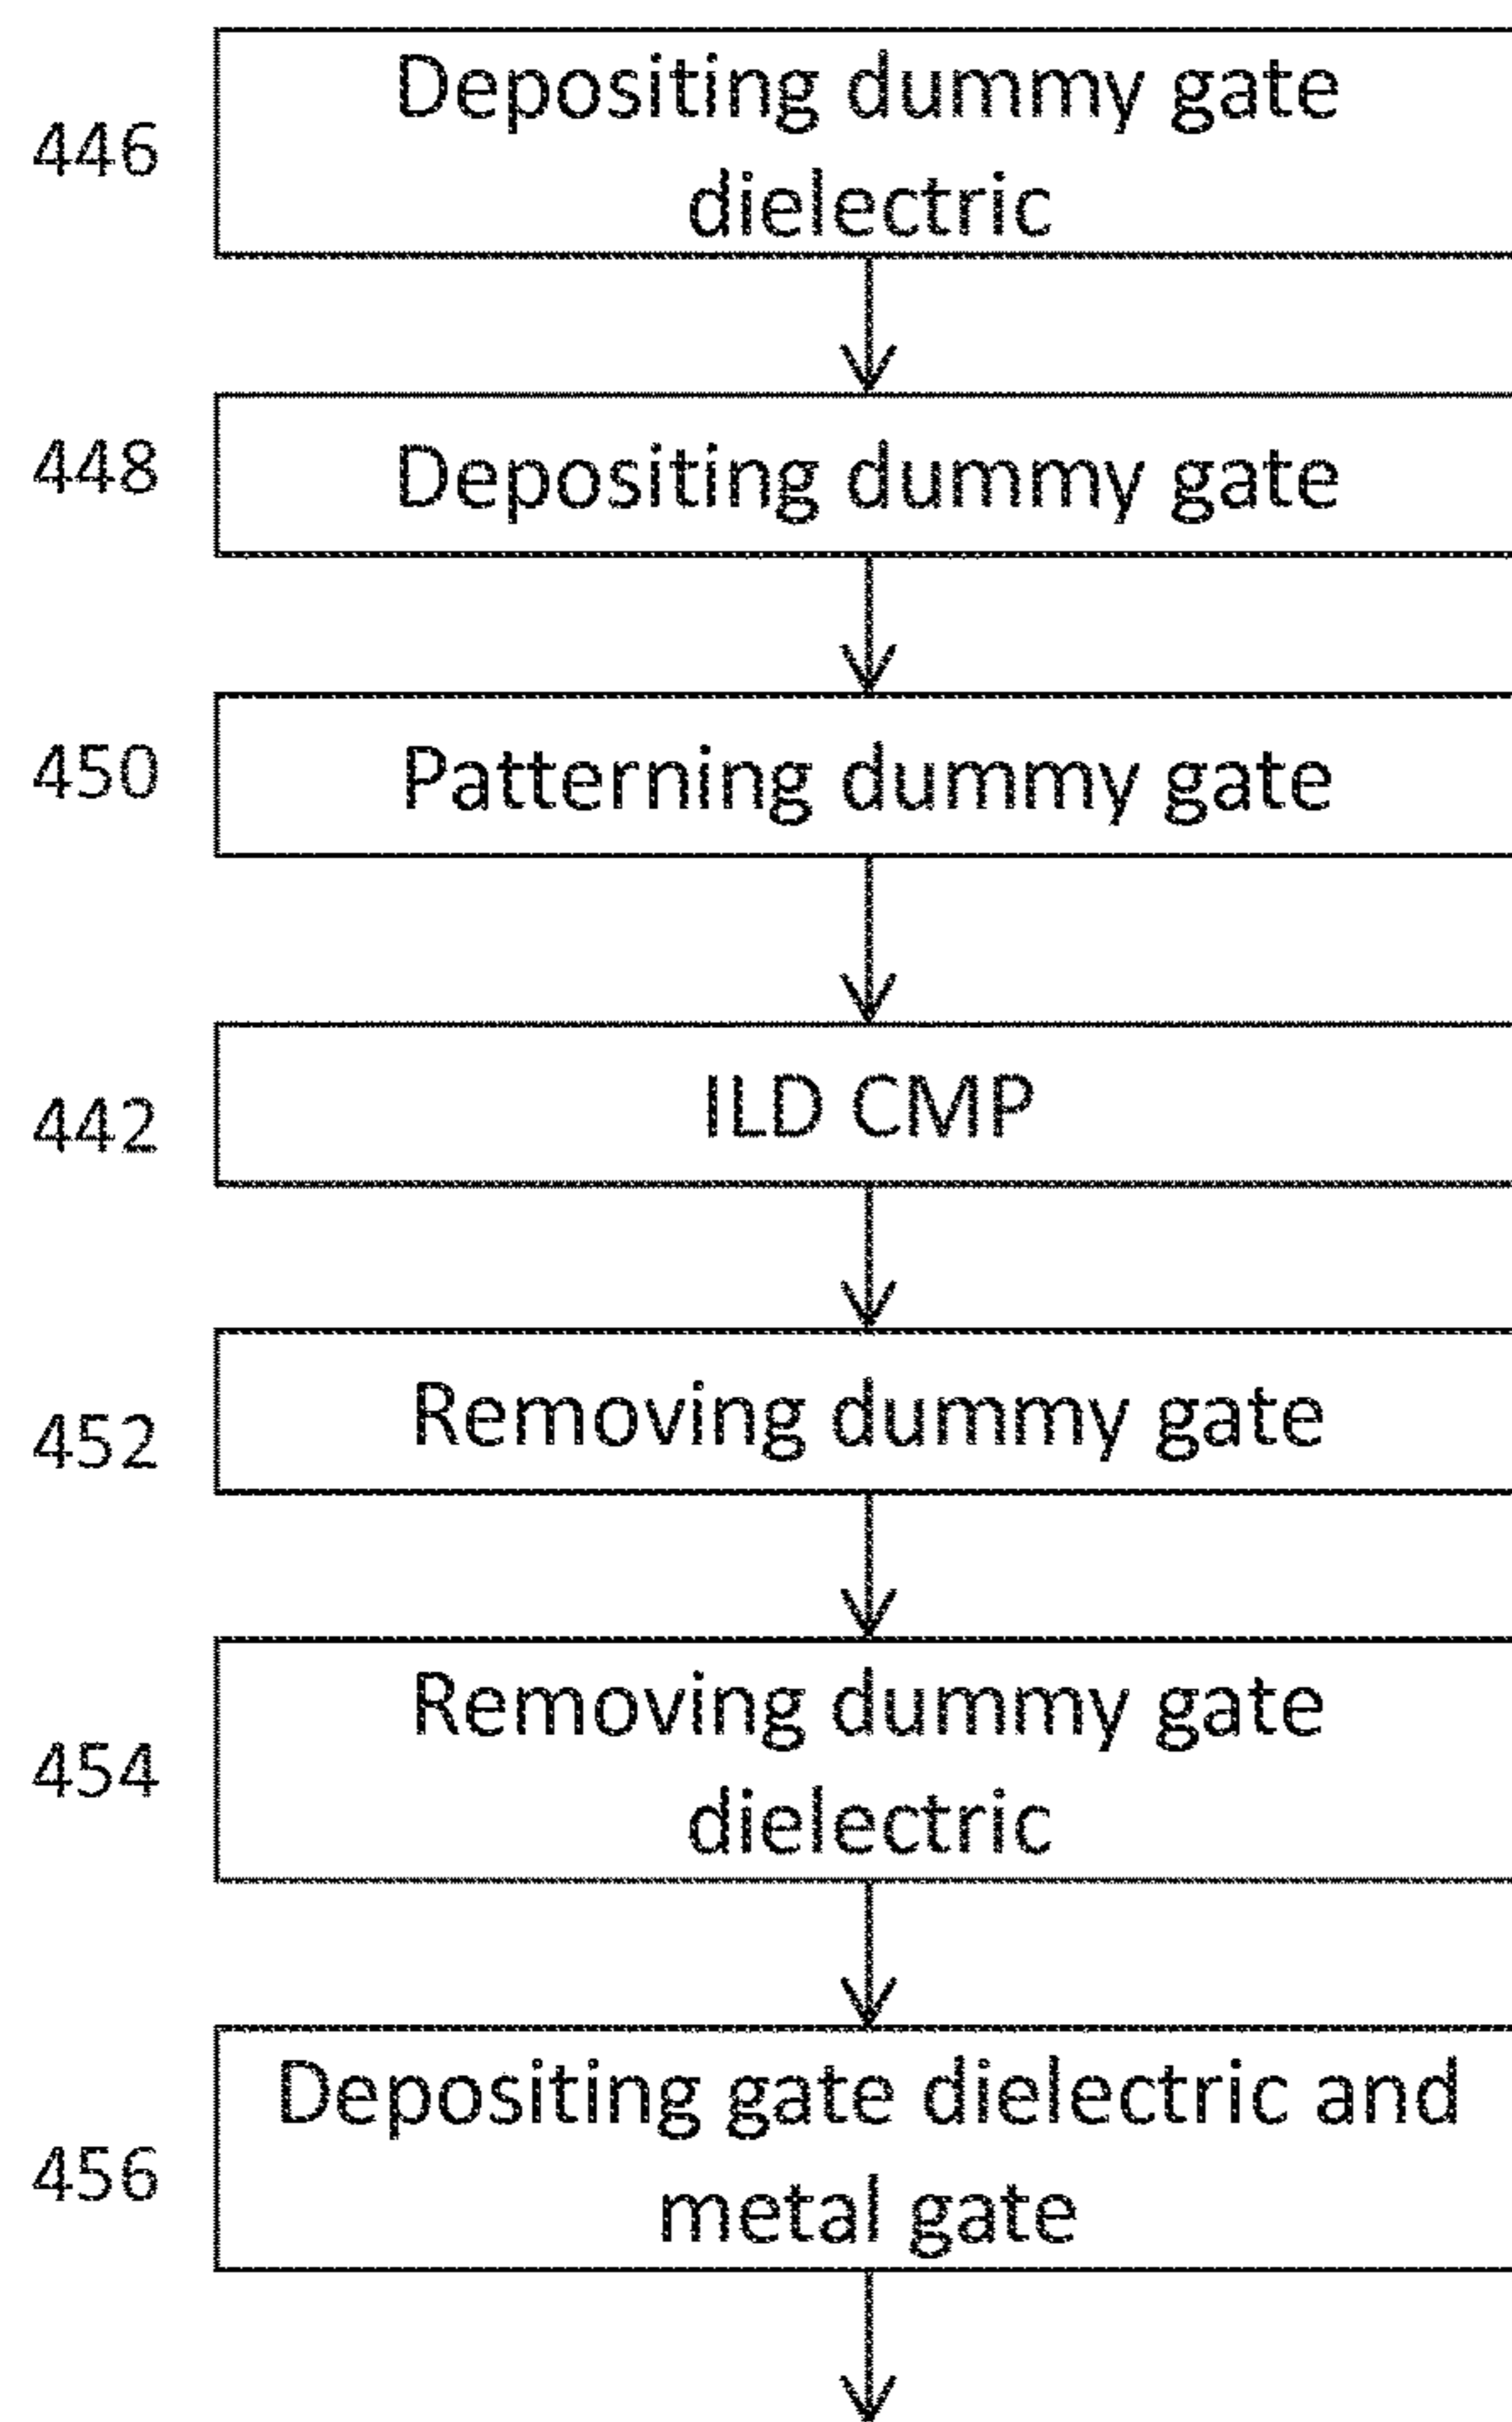 446
Depositing dummy gate
dielectric
448
Depositing dummy gate
450
Patterning dummy gate
442
ILD CMP
452
Removing dummy gate
454
Removing dummy gate
dielectric
456
Depositing gate dielectric and
metal gate